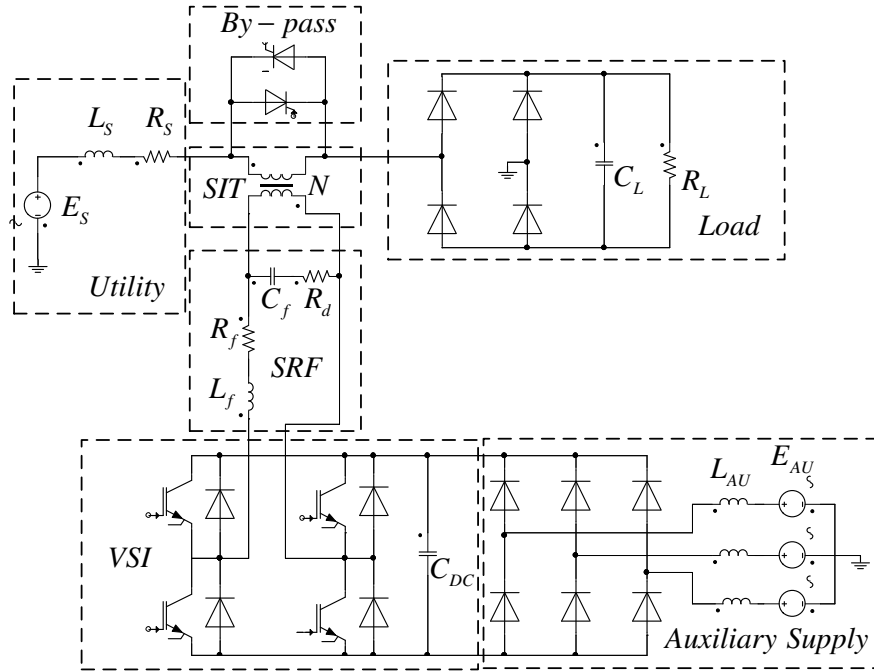 By – pass
L_S R_S
E_S
Utility
SIT N
C_L R_L
Load
C_f R_d
R_f
SRF
L_f
VSI
C_DC
L_AU E_AU
Auxiliary Supply